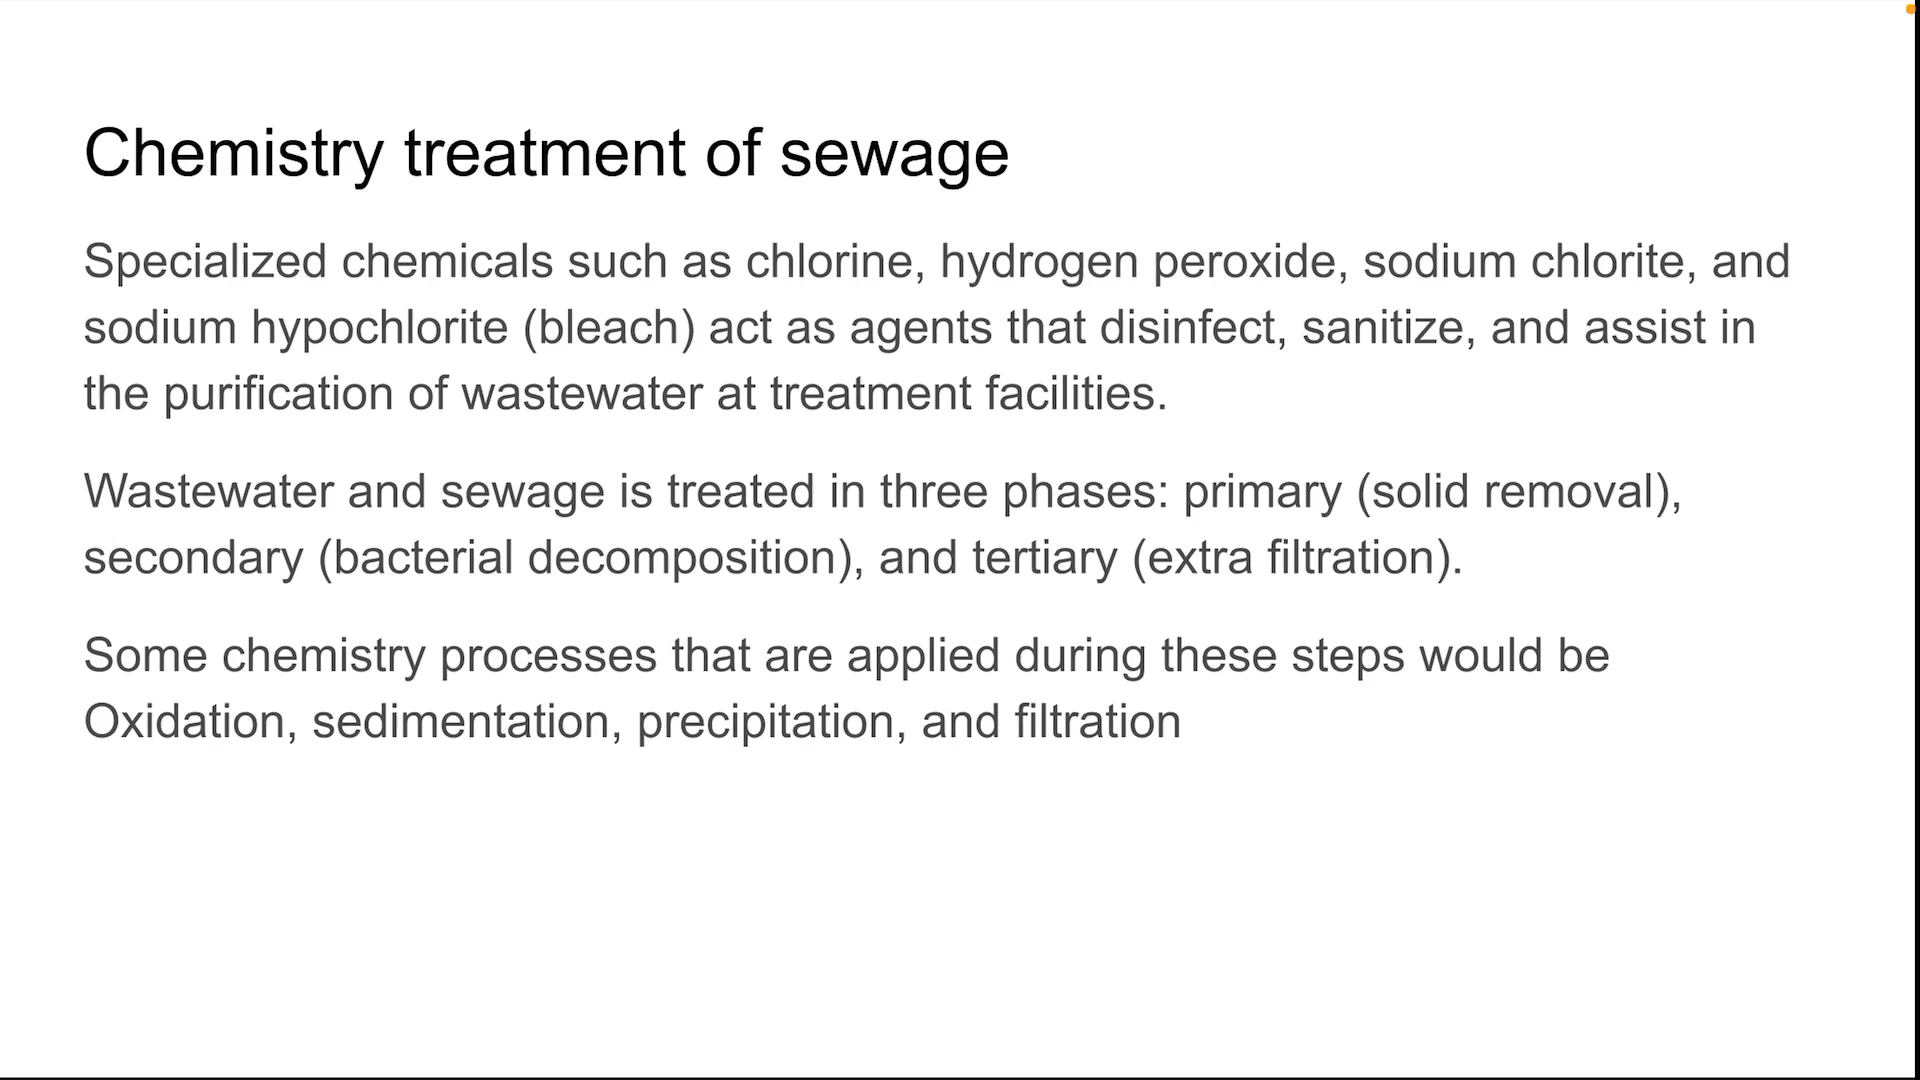 Chemistry treatment of sewage
Specialized chemicals such as chlorine, hydrogen peroxide, sodium chlorite, and
sodium hypochlorite (bleach) act as agents that disinfect, sanitize, and assist in
the purification of wastewater at treatment facilities.
Wastewater and sewage is treated in three phases: primary (solid removal),
secondary (bacterial decomposition), and tertiary (extra filtration).
Some chemistry processes that are applied during these steps would be
Oxidation, sedimentation, precipitation, and filtration